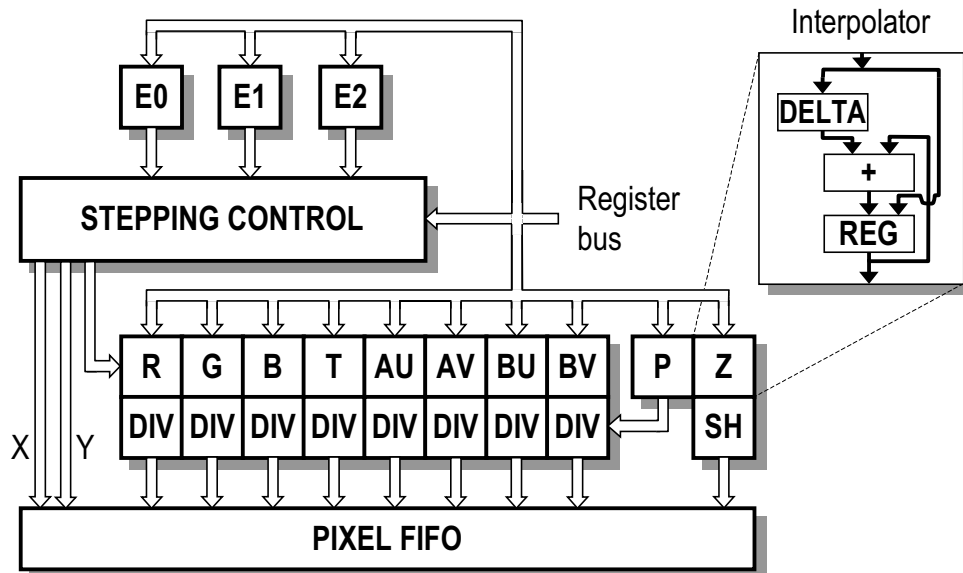 Interpolator
E0 E1 E2
DELTA
+
REG
STEPPING CONTROL
Register
bus
R G B T AU AV BU BV P Z
DIV DIV DIV DIV DIV DIV DIV DIV SH
X Y
PIXEL FIFO